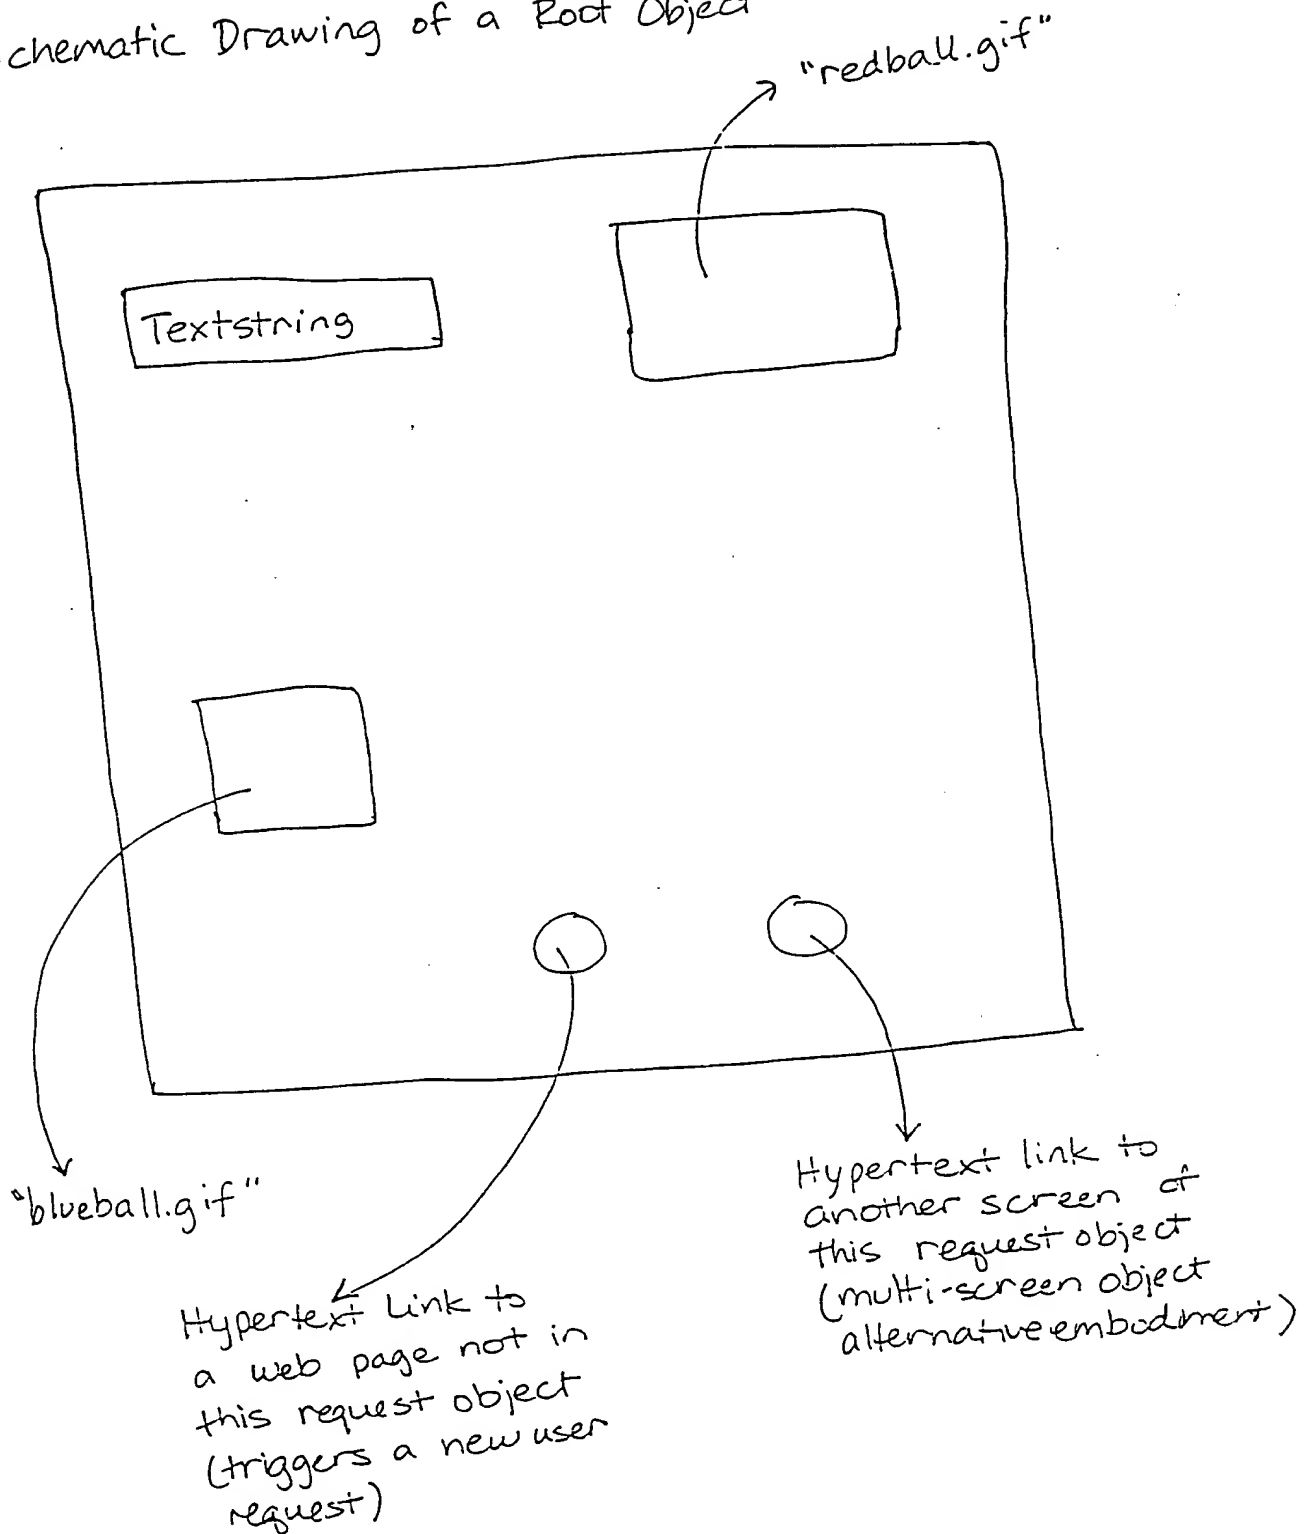 chematic Drawing of a Root Object
"redball.gif"
Textstring
"blueball.gif"
Hypertext link to
another screen of
this request object
(multi-screen object
alternative embodiment)
Hypertext Link to
a web page not in
this request object
(triggers a new user
request)